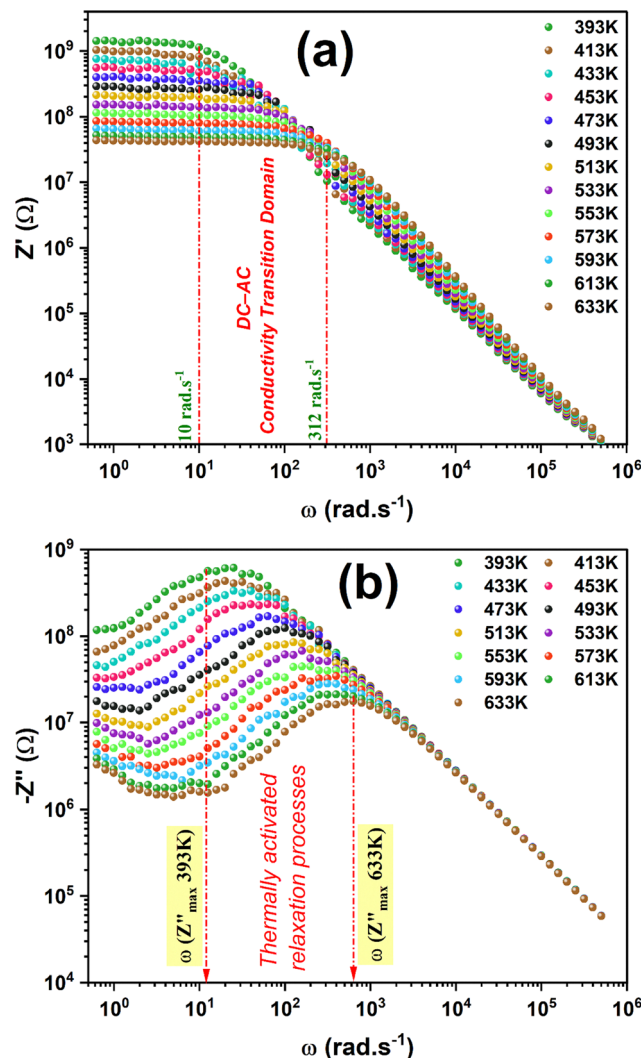 (a)
10⁹
10⁸
10⁷
10⁶
10⁵
10⁴
10³
Z' (Ω)
393K
413K
433K
453K
473K
493K
513K
533K
553K
573K
593K
613K
633K
DC–AC
Conductivity Transition Domain
10 rad.s⁻¹
312 rad.s⁻¹
10⁰ 10¹ 10² 10³ 10⁴ 10⁵ 10⁶
ω (rad.s⁻¹)
(b)
10⁹
10⁸
10⁷
10⁶
10⁵
10⁴
-Z'' (Ω)
393K 413K
433K 453K
473K 493K
513K 533K
553K 573K
593K 613K
633K
ω (Z''max 393K)
Thermally activated
relaxation processes
ω (Z''max 633K)
10⁰ 10¹ 10² 10³ 10⁴ 10⁵ 10⁶
ω (rad.s⁻¹)